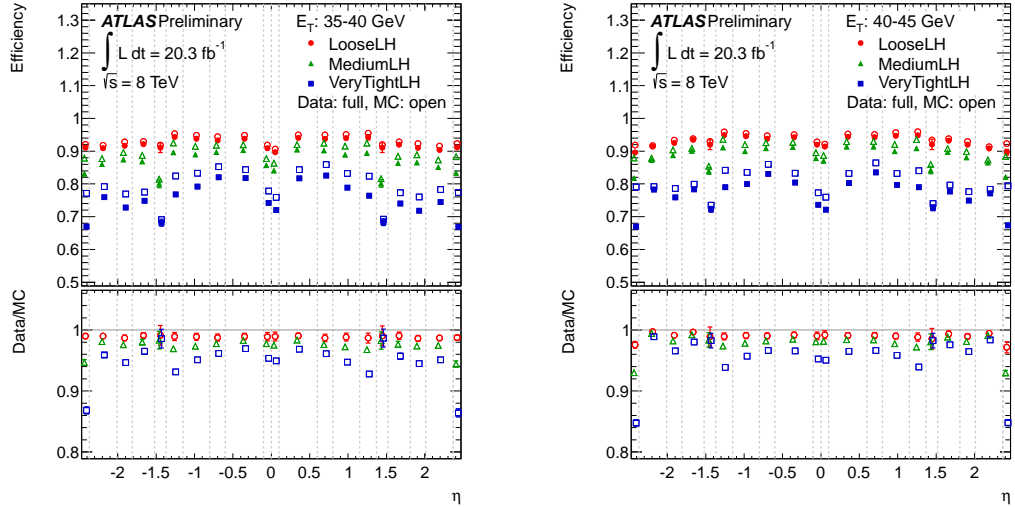 ATLAS Preliminary
∫ L dt = 20.3 fb⁻¹
√s = 8 TeV
E_T: 35-40 GeV
LooseLH
MediumLH
VeryTightLH
Data: full, MC: open
Efficiency
1.3
1.2
1.1
1
0.9
0.8
0.7
0.6
0.5
Data/MC
1
0.9
0.8
-2 -1.5 -1 -0.5 0 0.5 1 1.5 2
η
ATLAS Preliminary
∫ L dt = 20.3 fb⁻¹
√s = 8 TeV
E_T: 40-45 GeV
LooseLH
MediumLH
VeryTightLH
Data: full, MC: open
Efficiency
1.3
1.2
1.1
1
0.9
0.8
0.7
0.6
0.5
Data/MC
1
0.9
0.8
-2 -1.5 -1 -0.5 0 0.5 1 1.5 2
η